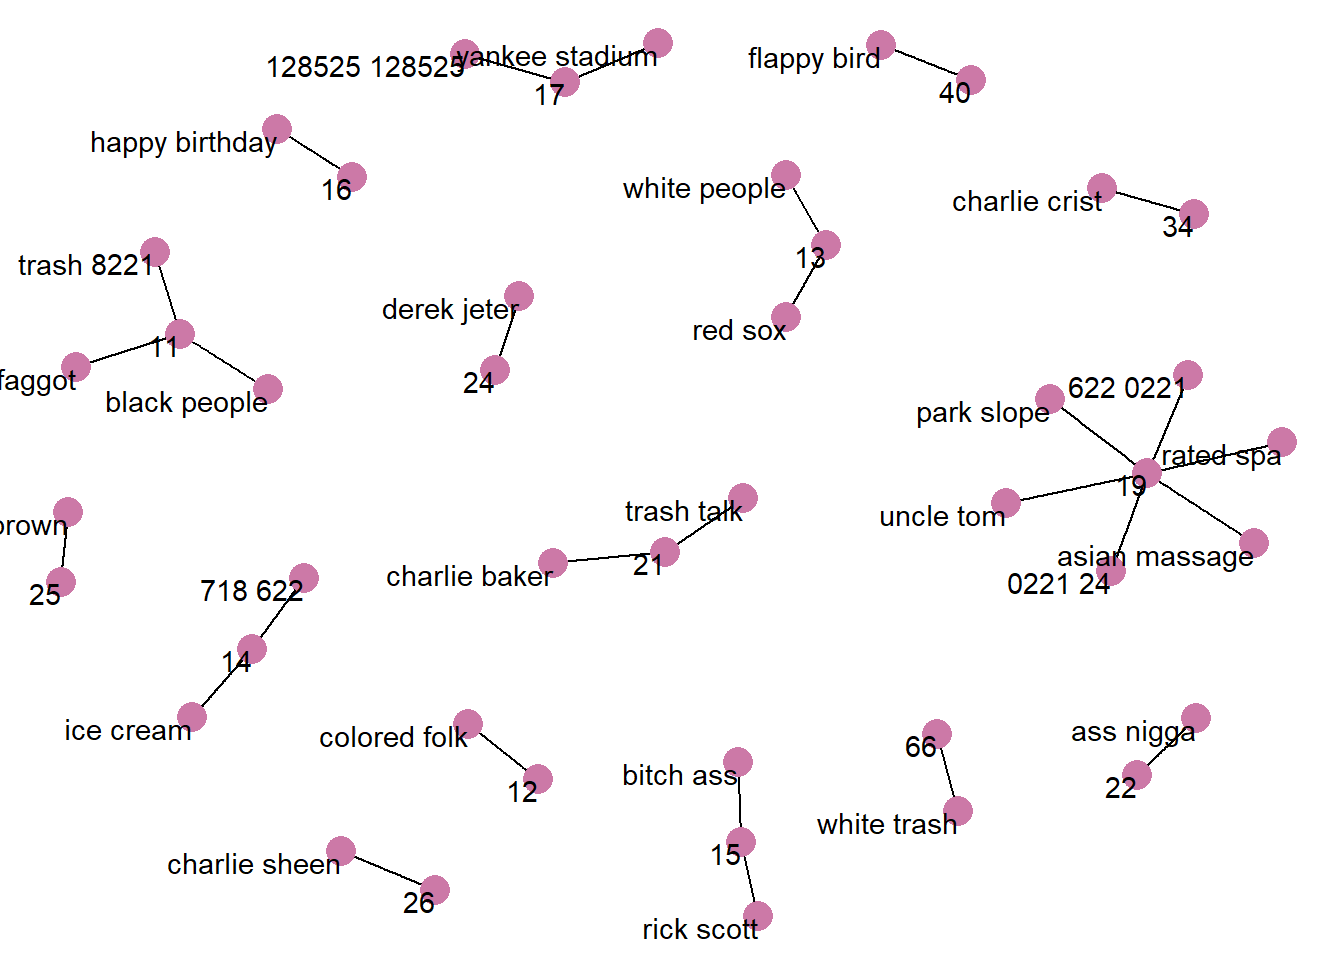 128525 128525
yankee stadium
17
flappy bird
40
happy birthday
16
white people
13
red sox
charlie crist
34
trash 8221
11
faggot
black people
derek jeter
24
622 0221
park slope
rated spa
19
uncle tom
asian massage
0221 24
brown
25
trash talk
charlie baker
21
718 622
14
ice cream
colored folk
12
bitch ass
15
rick scott
66
white trash
ass nigga
22
charlie sheen
26